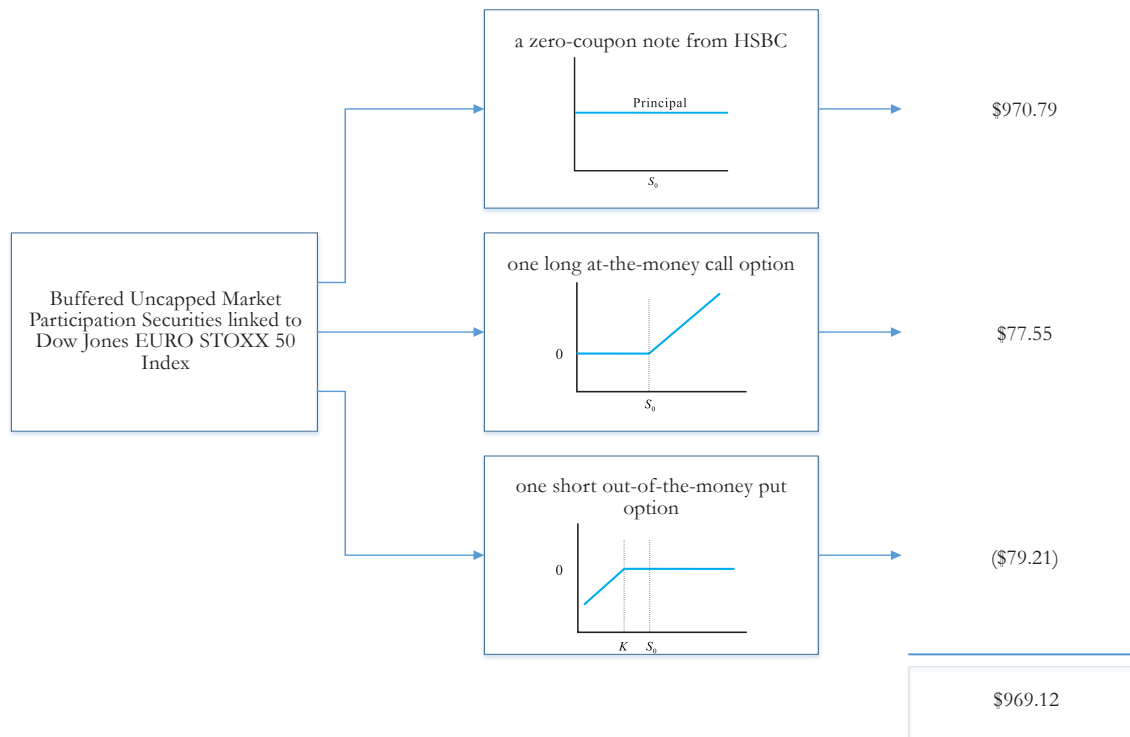 a zero-coupon note from HSBC
Principal
S₀
$970.79
Buffered Uncapped Market
Participation Securities linked to
Dow Jones EURO STOXX 50
Index
one long at-the-money call option
0
S₀
$77.55
one short out-of-the-money put
option
0
K S₀
($79.21)
$969.12